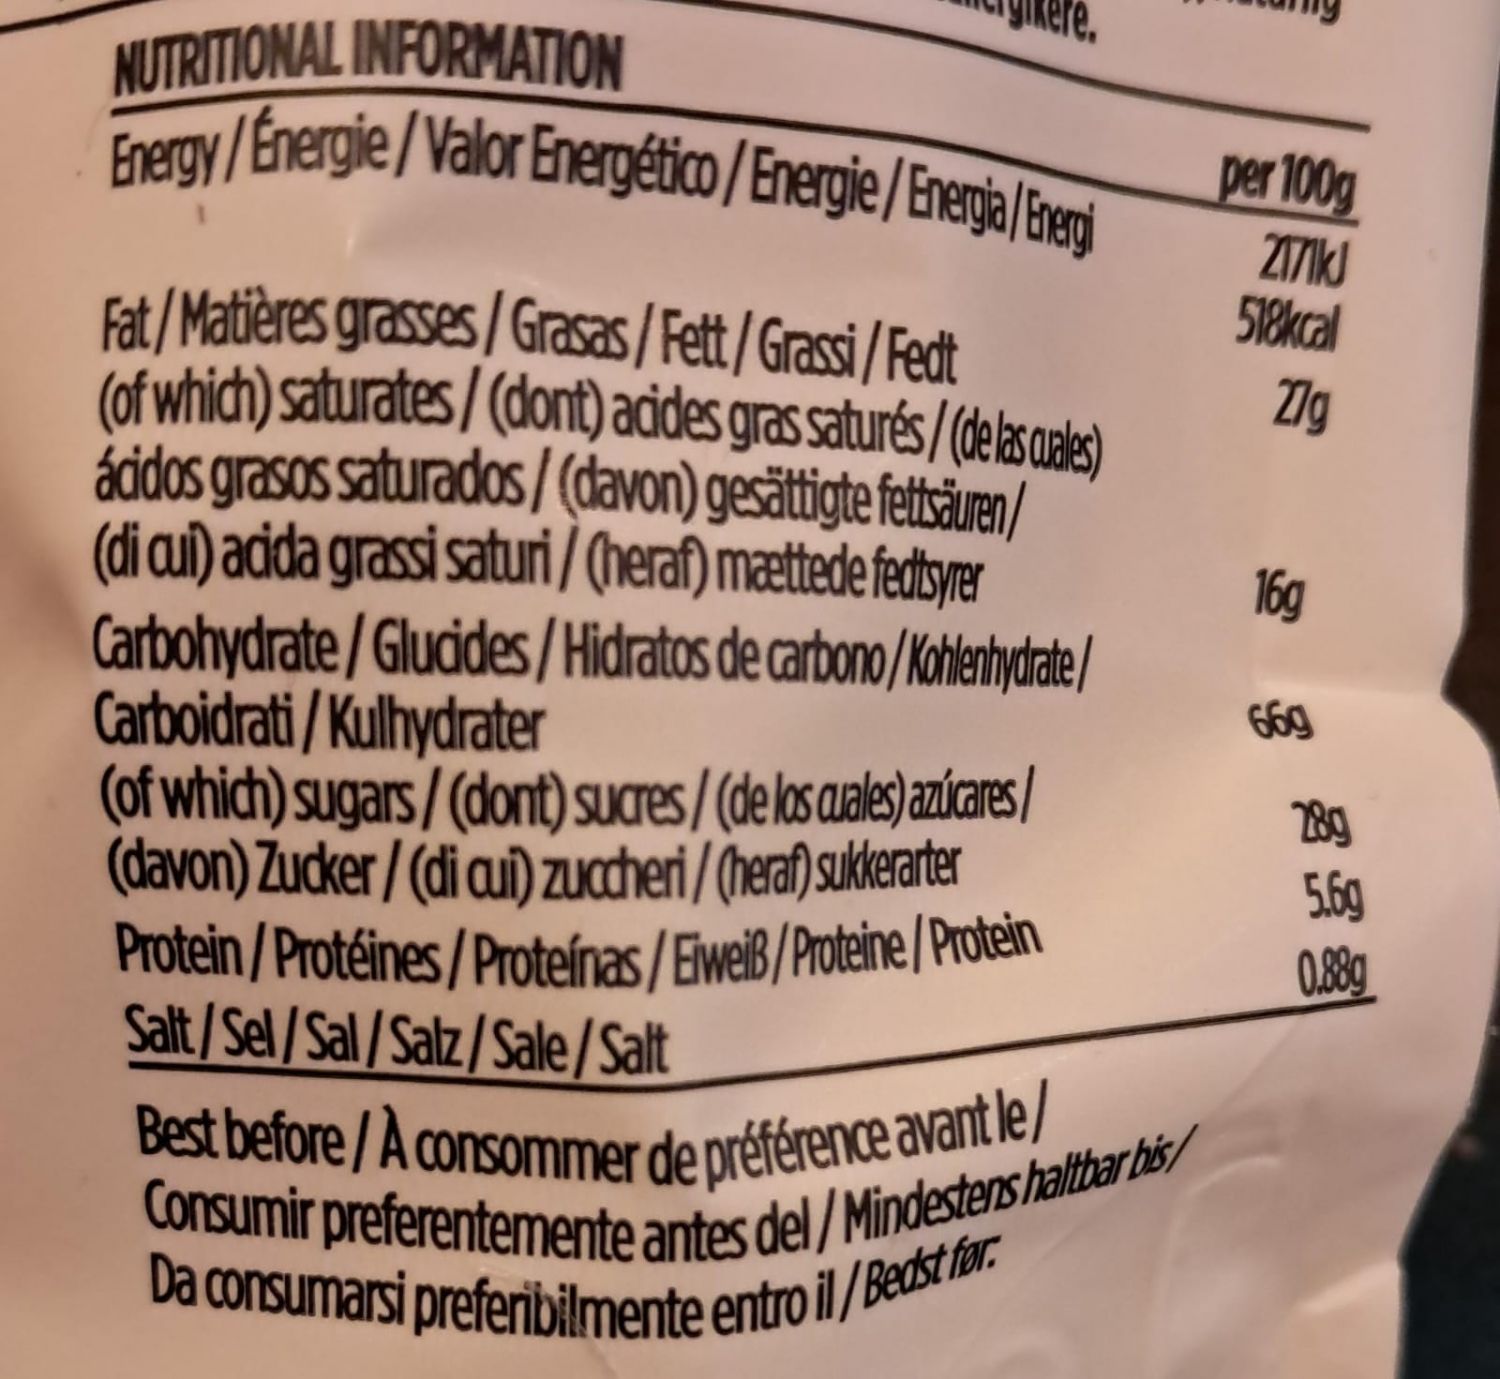 NUTRITIONAL INFORMATION
per 100g
Energy / Énergie / Valor Energético / Energie / Energia / Energi
2171kJ
518kcal
Fat / Matières grasses / Grasas / Fett / Grassi / Fedt
27g
(of which) saturates / (dont) acides gras saturés / (de las cuales)
ácidos grasos saturados / (davon) gesättigte fettsäuren /
(di cui) acida grassi saturi / (heraf) mættede fedtsyrer
16g
Carbohydrate / Glucides / Hidratos de carbono / Kohlenhydrate /
Carboidrati / Kulhydrater
66g
(of which) sugars / (dont) sucres / (de los cuales) azúcares /
(davon) Zucker / (di cui) zuccheri / (heraf) sukkerarter
28g
Protein / Protéines / Proteínas / Eiweiß / Proteine / Protein
5.6g
Salt / Sel / Sal / Salz / Sale / Salt
0.88g
Best before / À consommer de préférence avant le /
Consumir preferentemente antes del / Mindestens haltbar bis /
Da consumarsi preferibilmente entro il / Bedst før: